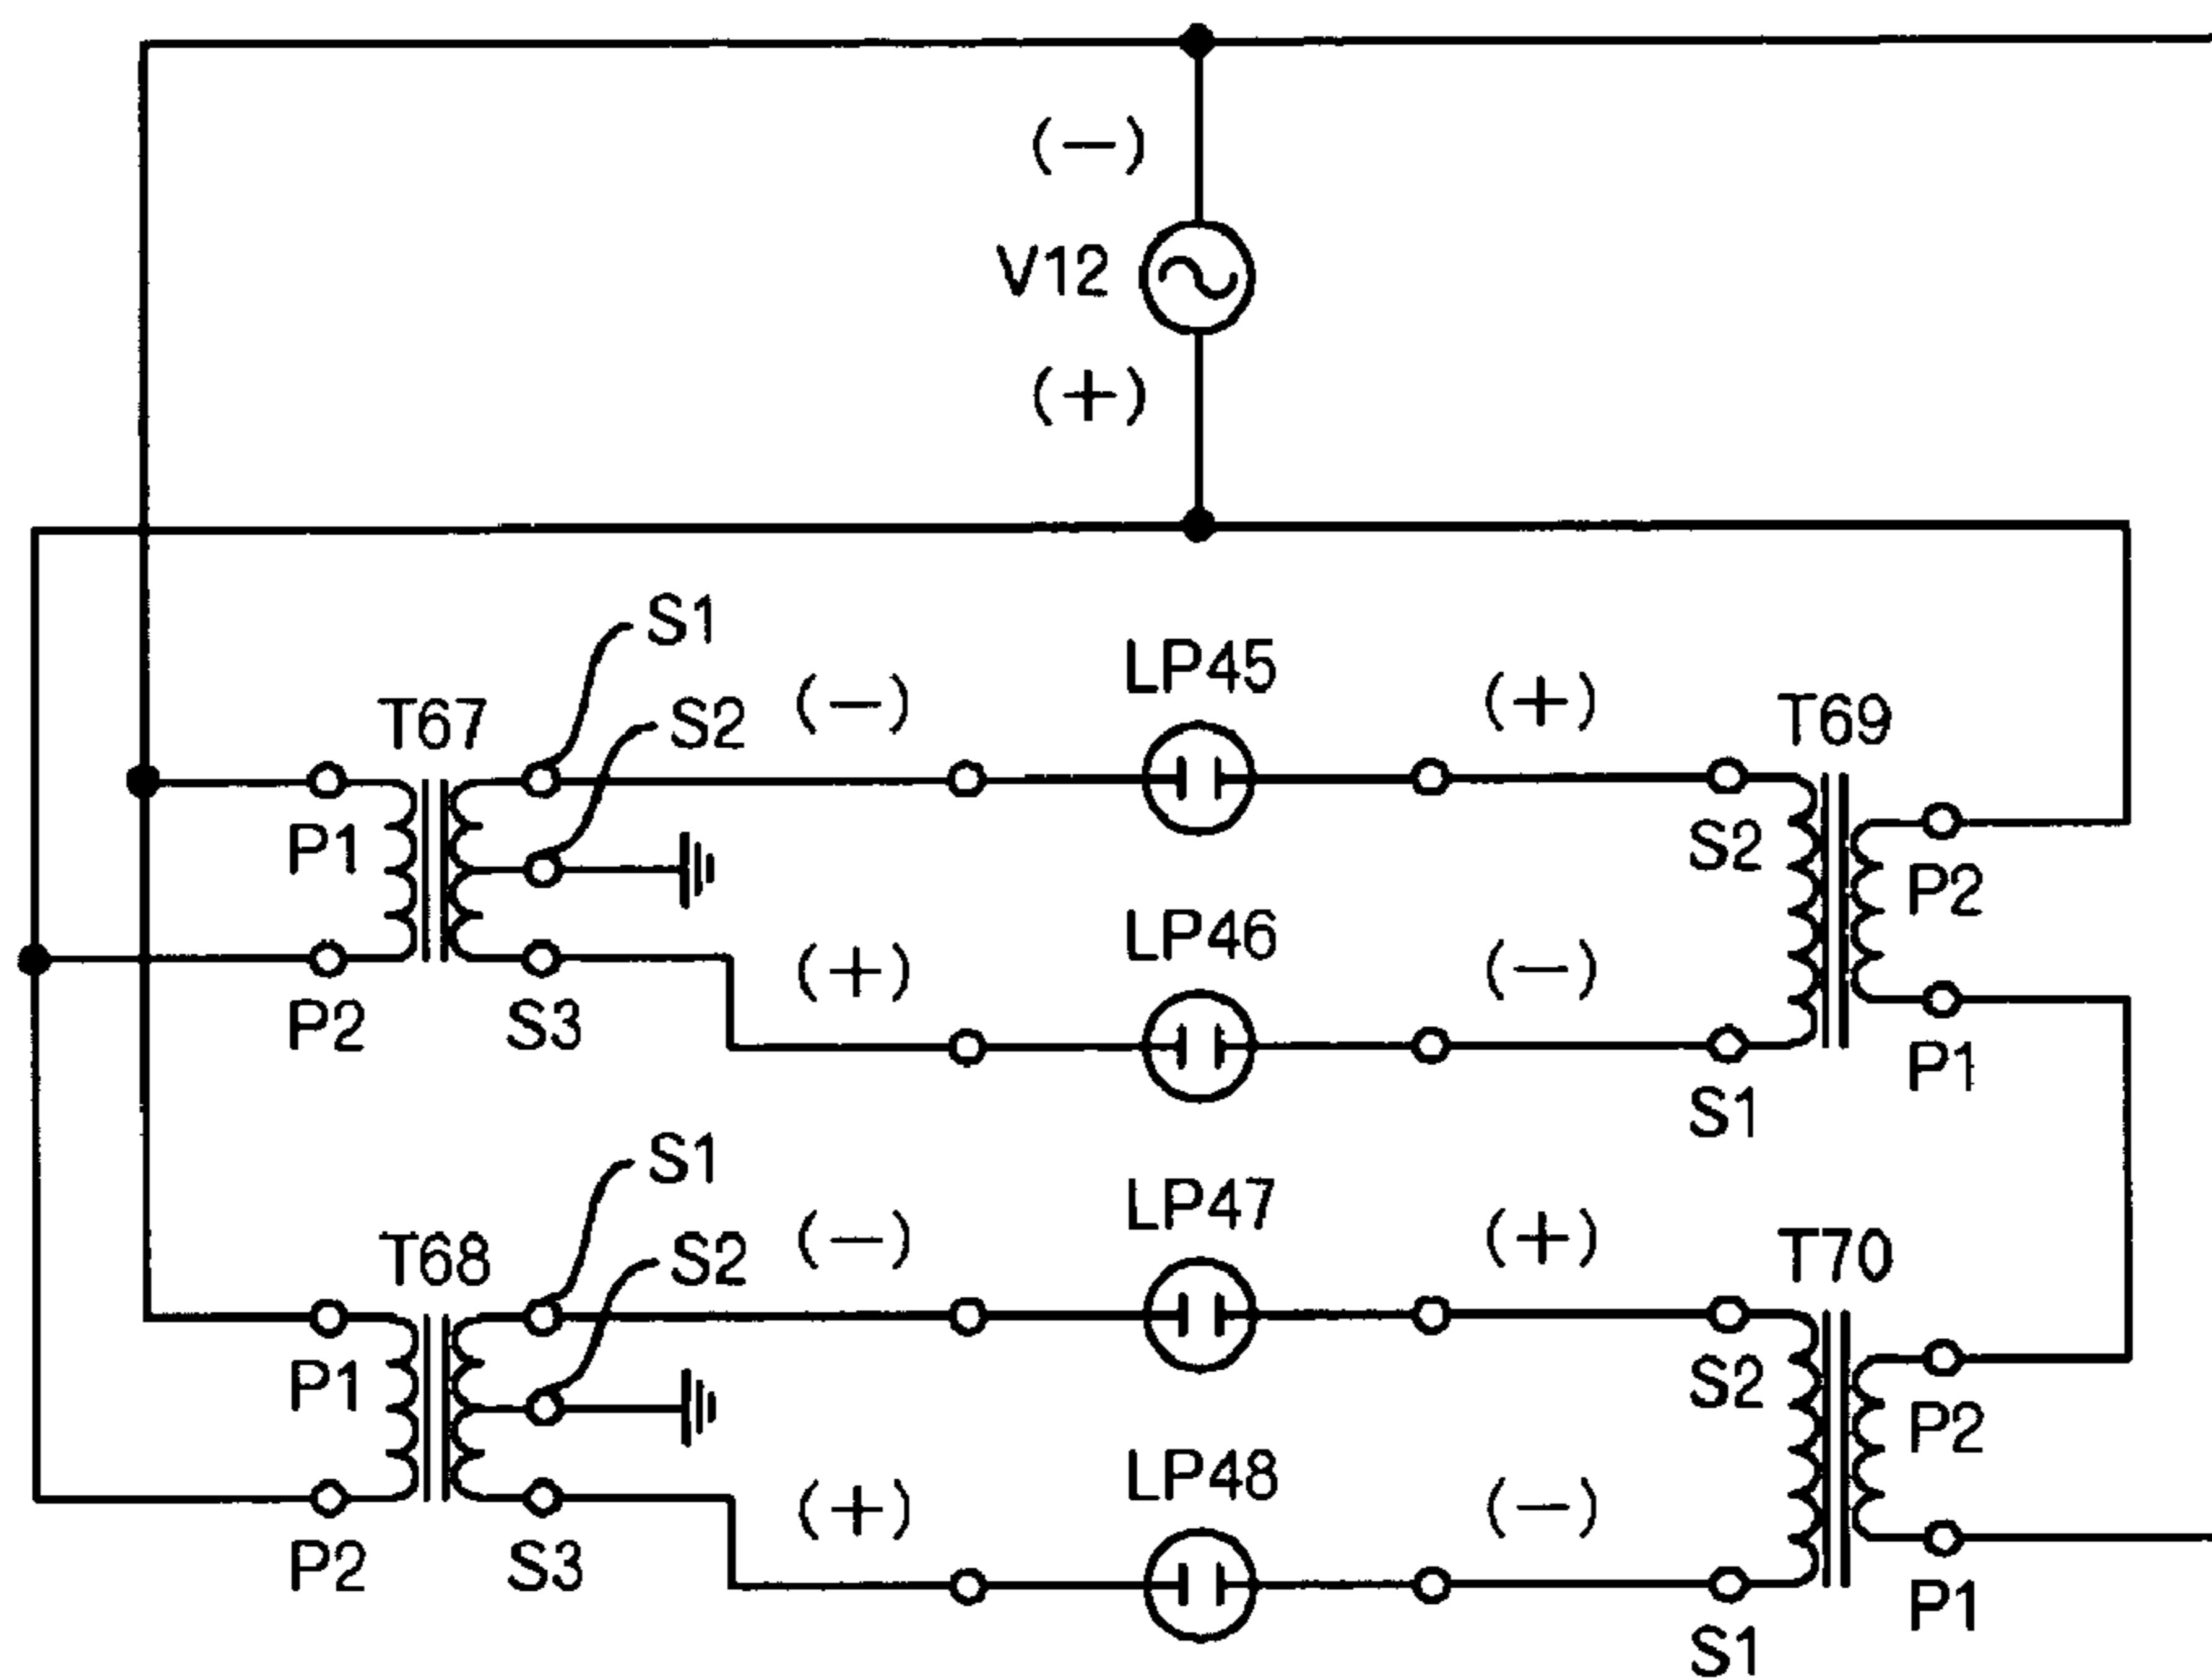 (−)
V12
(+)
S1
LP45
T67 S2 (−) (+) T69
P1 S2
LP46 P2
(+) (−)
P2 S3 P1
S1
S1
LP47
T68 S2 (−) (+) T70
P1 S2
P2
LP48
(+) (−)
P2 S3 P1
S1